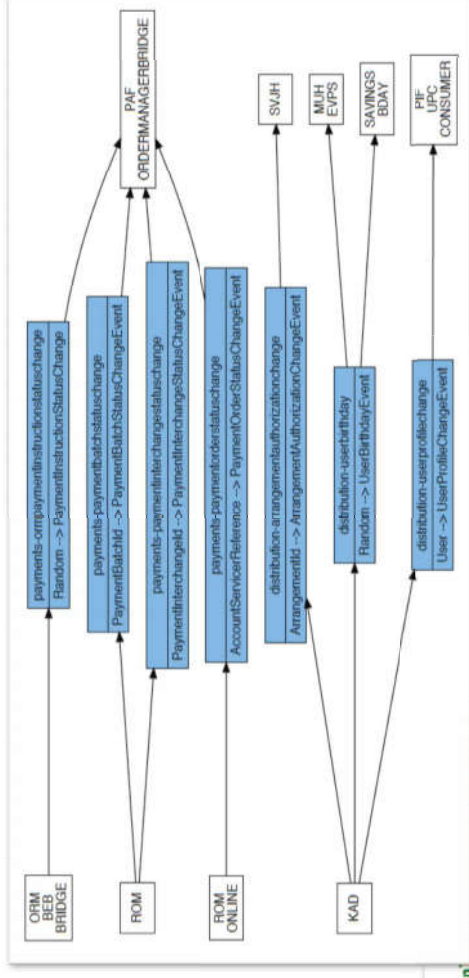 ORM
BEB
BRIDGE
ROM
ROM
ONLINE
KAD
payments-ormpaymentinstructionstatuschange
Random --> PaymentInstructionStatusChange
payments-paymentbatchstatuschange
PaymentBatchId --> PaymentBatchStatusChangeEvent
payments-paymentinterchangestatuschange
PaymentInterchangeId --> PaymentInterchangeStatusChangeEvent
payments-paymentorderstatuschange
AccountServicerReference --> PaymentOrderStatusChangeEvent
distribution-arrangementauthorizationchange
ArrangementId --> ArrangementAuthorizationChangeEvent
distribution-userbirthday
Random --> UserBirthdayEvent
distribution-userprofilechange
User --> UserProfileChangeEvent
PAF
ORDERMANAGERBRIDGE
SVJH
MUH
EVPS
SAVINGS
BDAY
PIF
UPC
CONSUMER